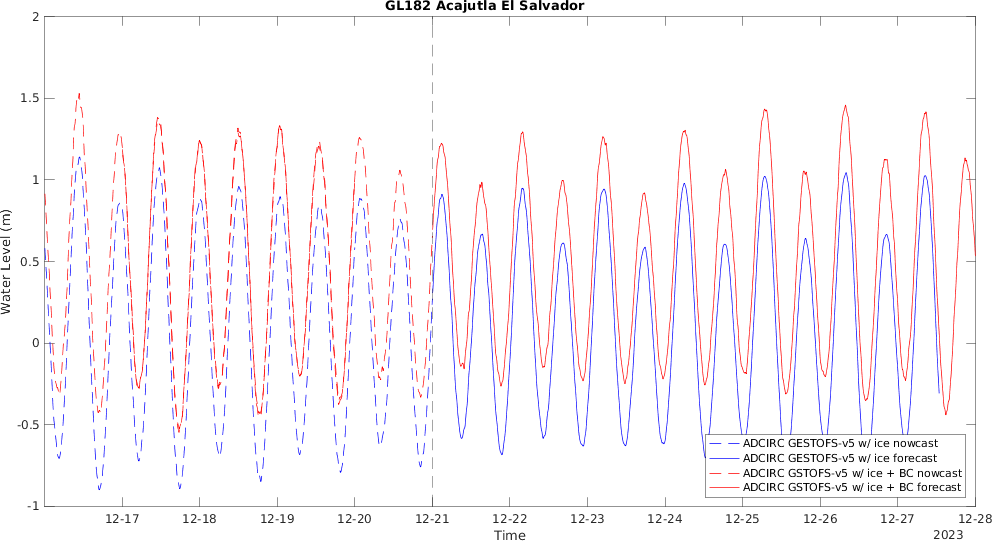 GL182 Acajutla El Salvador
2
1.5
1
0.5
0
-0.5
-1
Water Level (m)
12-17 12-18 12-19 12-20 12-21 12-22 12-23 12-24 12-25 12-26 12-27 12-28
Time
2023
ADCIRC GESTOFS-v5 w/ ice nowcast
ADCIRC GESTOFS-v5 w/ ice forecast
ADCIRC GSTOFS-v5 w/ ice + BC nowcast
ADCIRC GSTOFS-v5 w/ ice + BC forecast